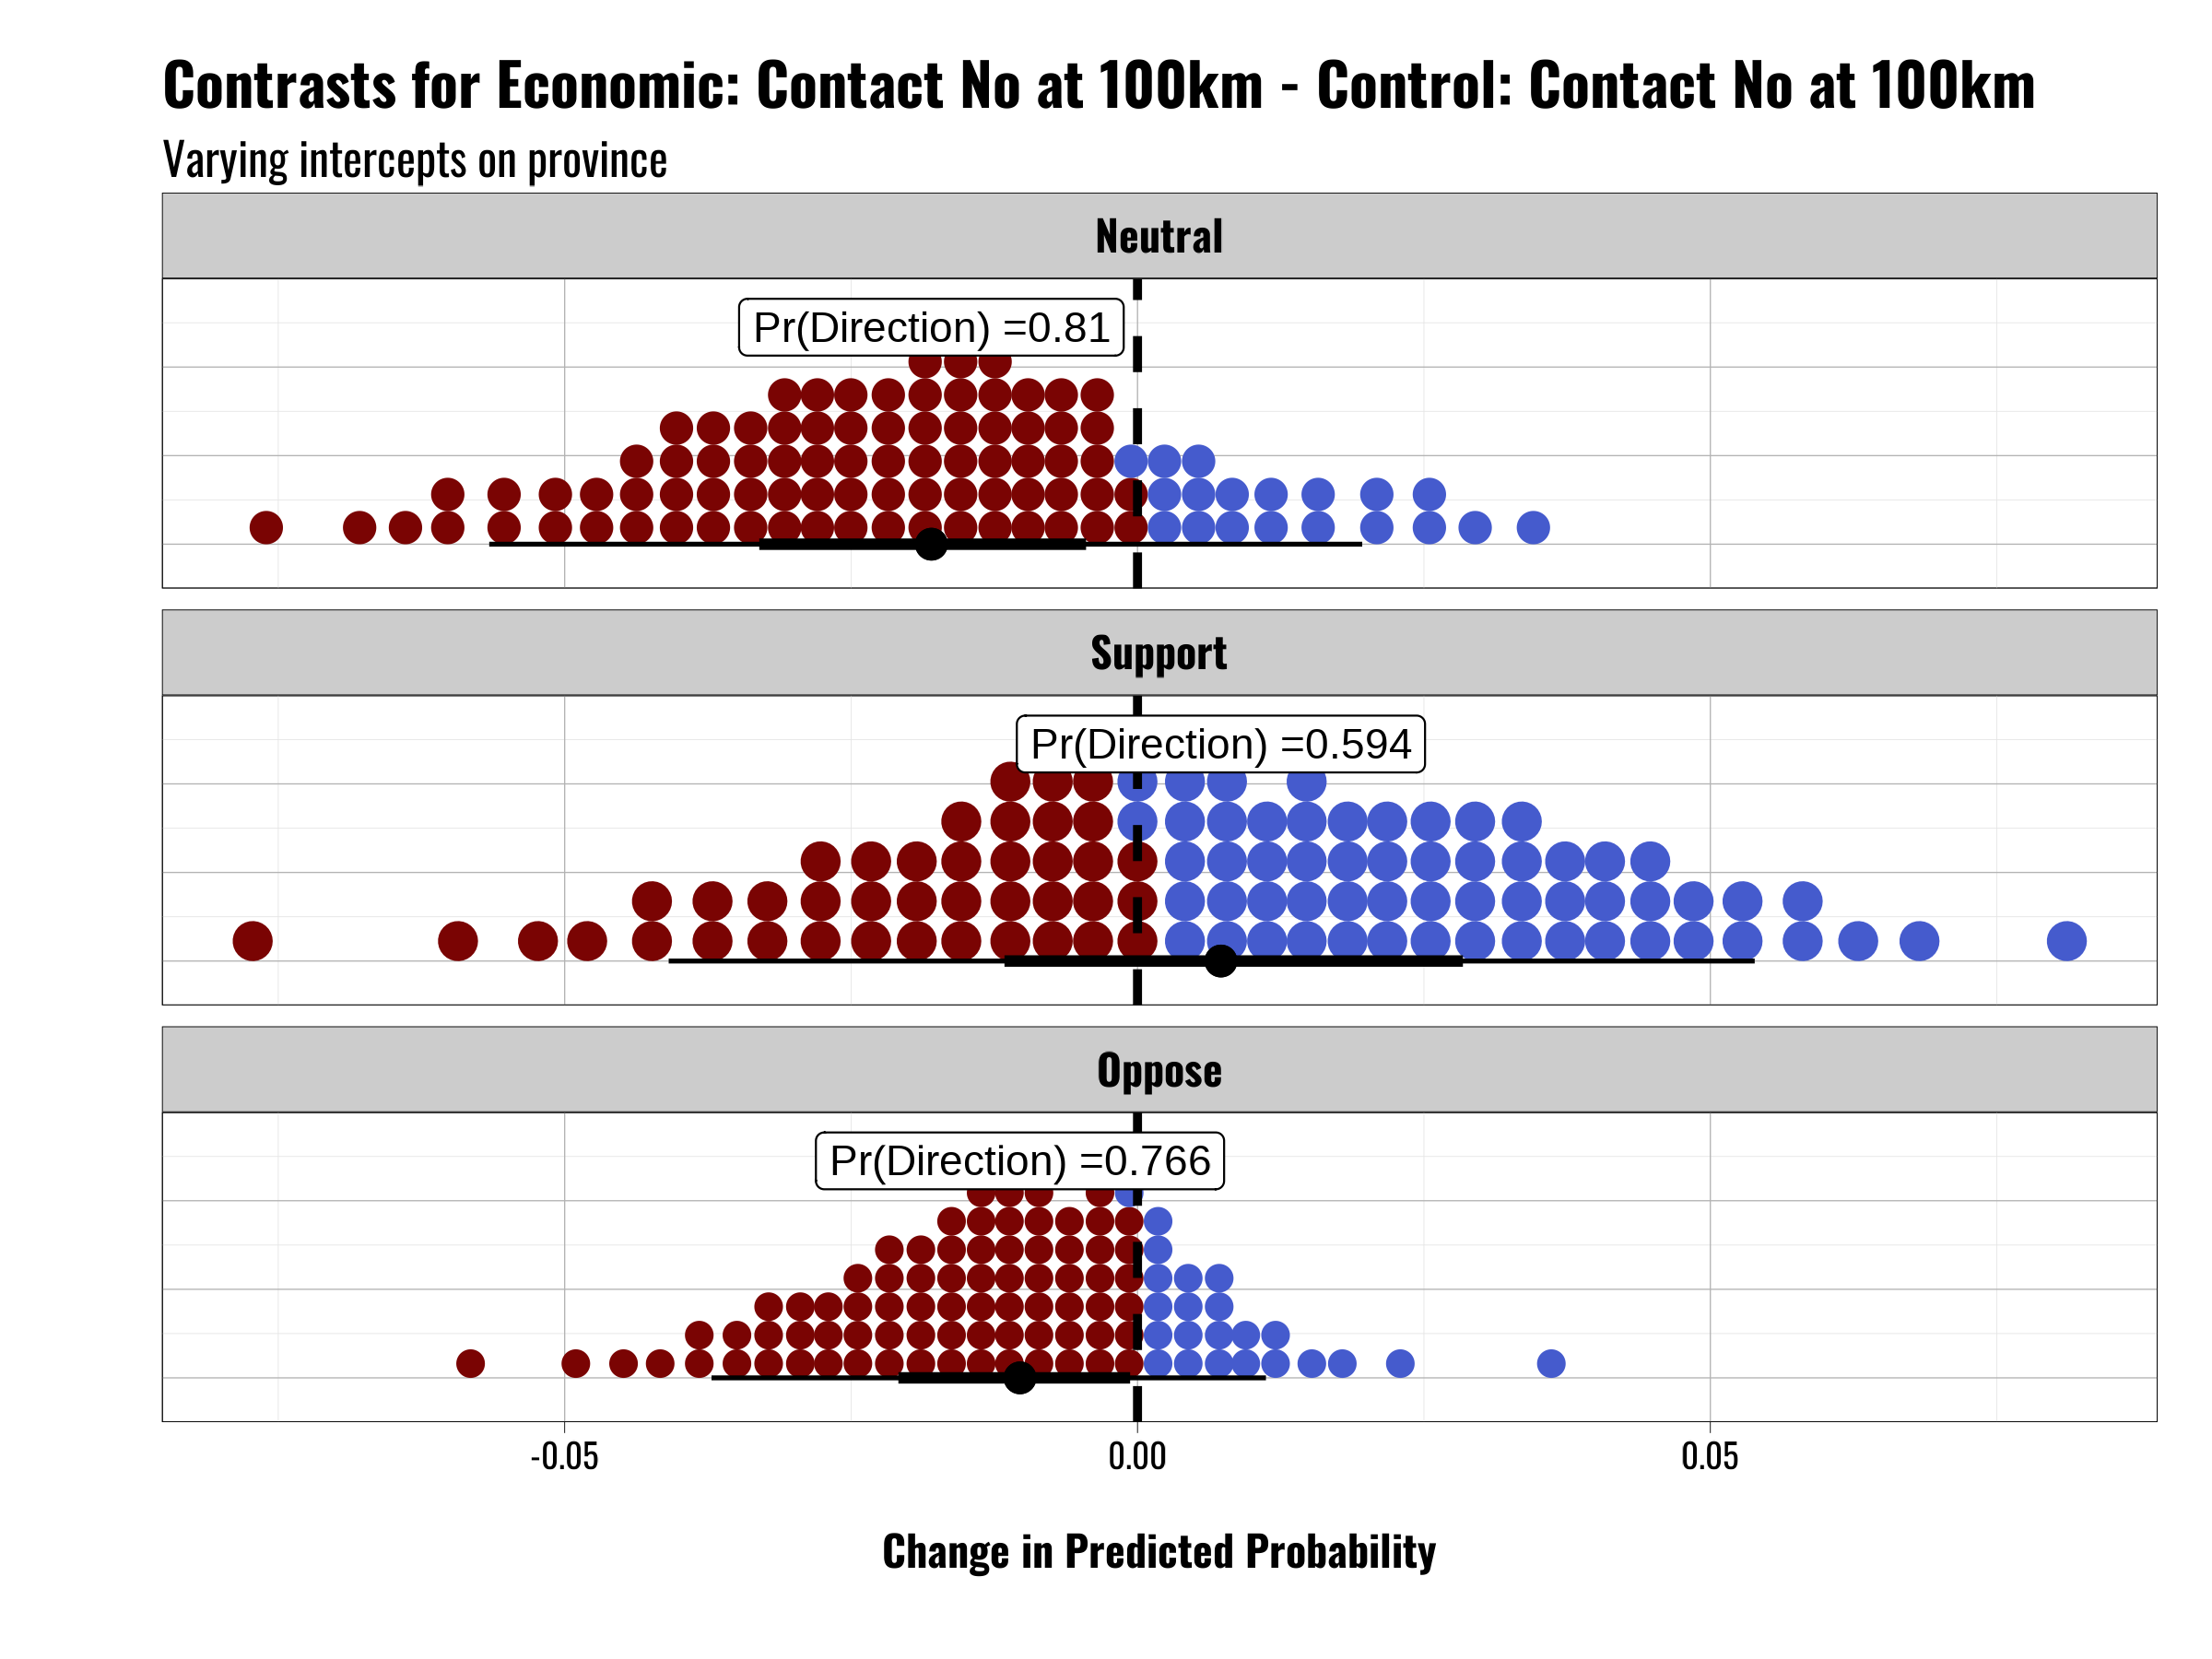 Contrasts for Economic: Contact No at 100km - Control: Contact No at 100km
Varying intercepts on province
Neutral
Pr(Direction) =0.81
Support
Pr(Direction) =0.594
Oppose
Pr(Direction) =0.766
-0.05 0.00 0.05
Change in Predicted Probability